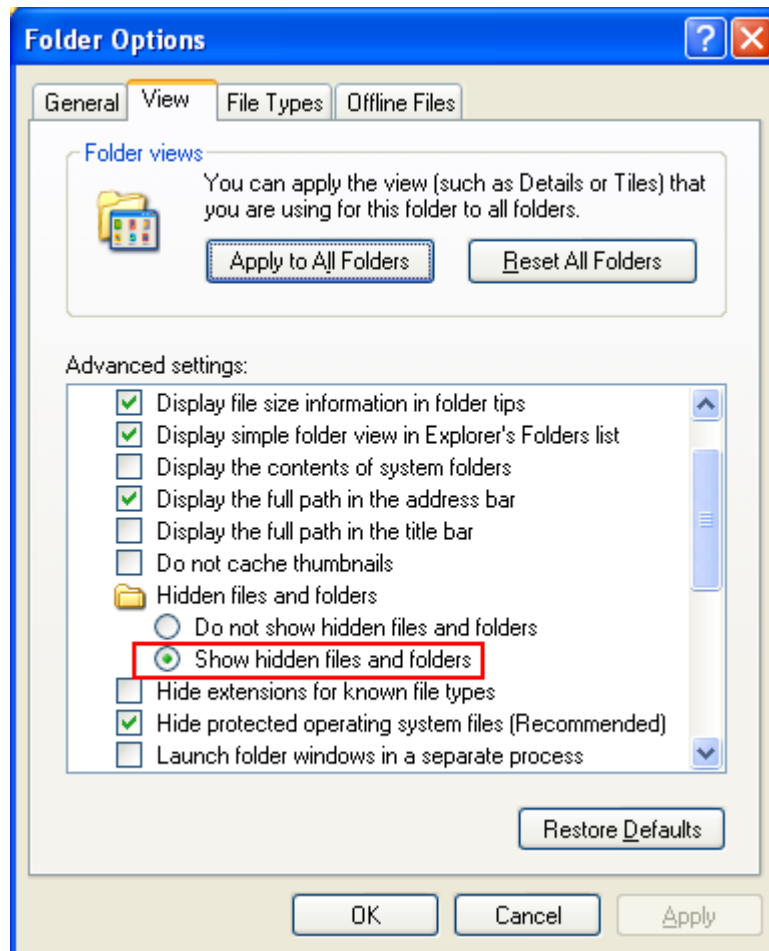 Folder Options
General View File Types Offline Files
Folder views
You can apply the view (such as Details or Tiles) that
you are using for this folder to all folders.
Apply to All Folders Reset All Folders
Advanced settings:
Display file size information in folder tips
Display simple folder view in Explorer's Folders list
Display the contents of system folders
Display the full path in the address bar
Display the full path in the title bar
Do not cache thumbnails
Hidden files and folders
Do not show hidden files and folders
Show hidden files and folders
Hide extensions for known file types
Hide protected operating system files (Recommended)
Launch folder windows in a separate process
Restore Defaults
OK Cancel Apply